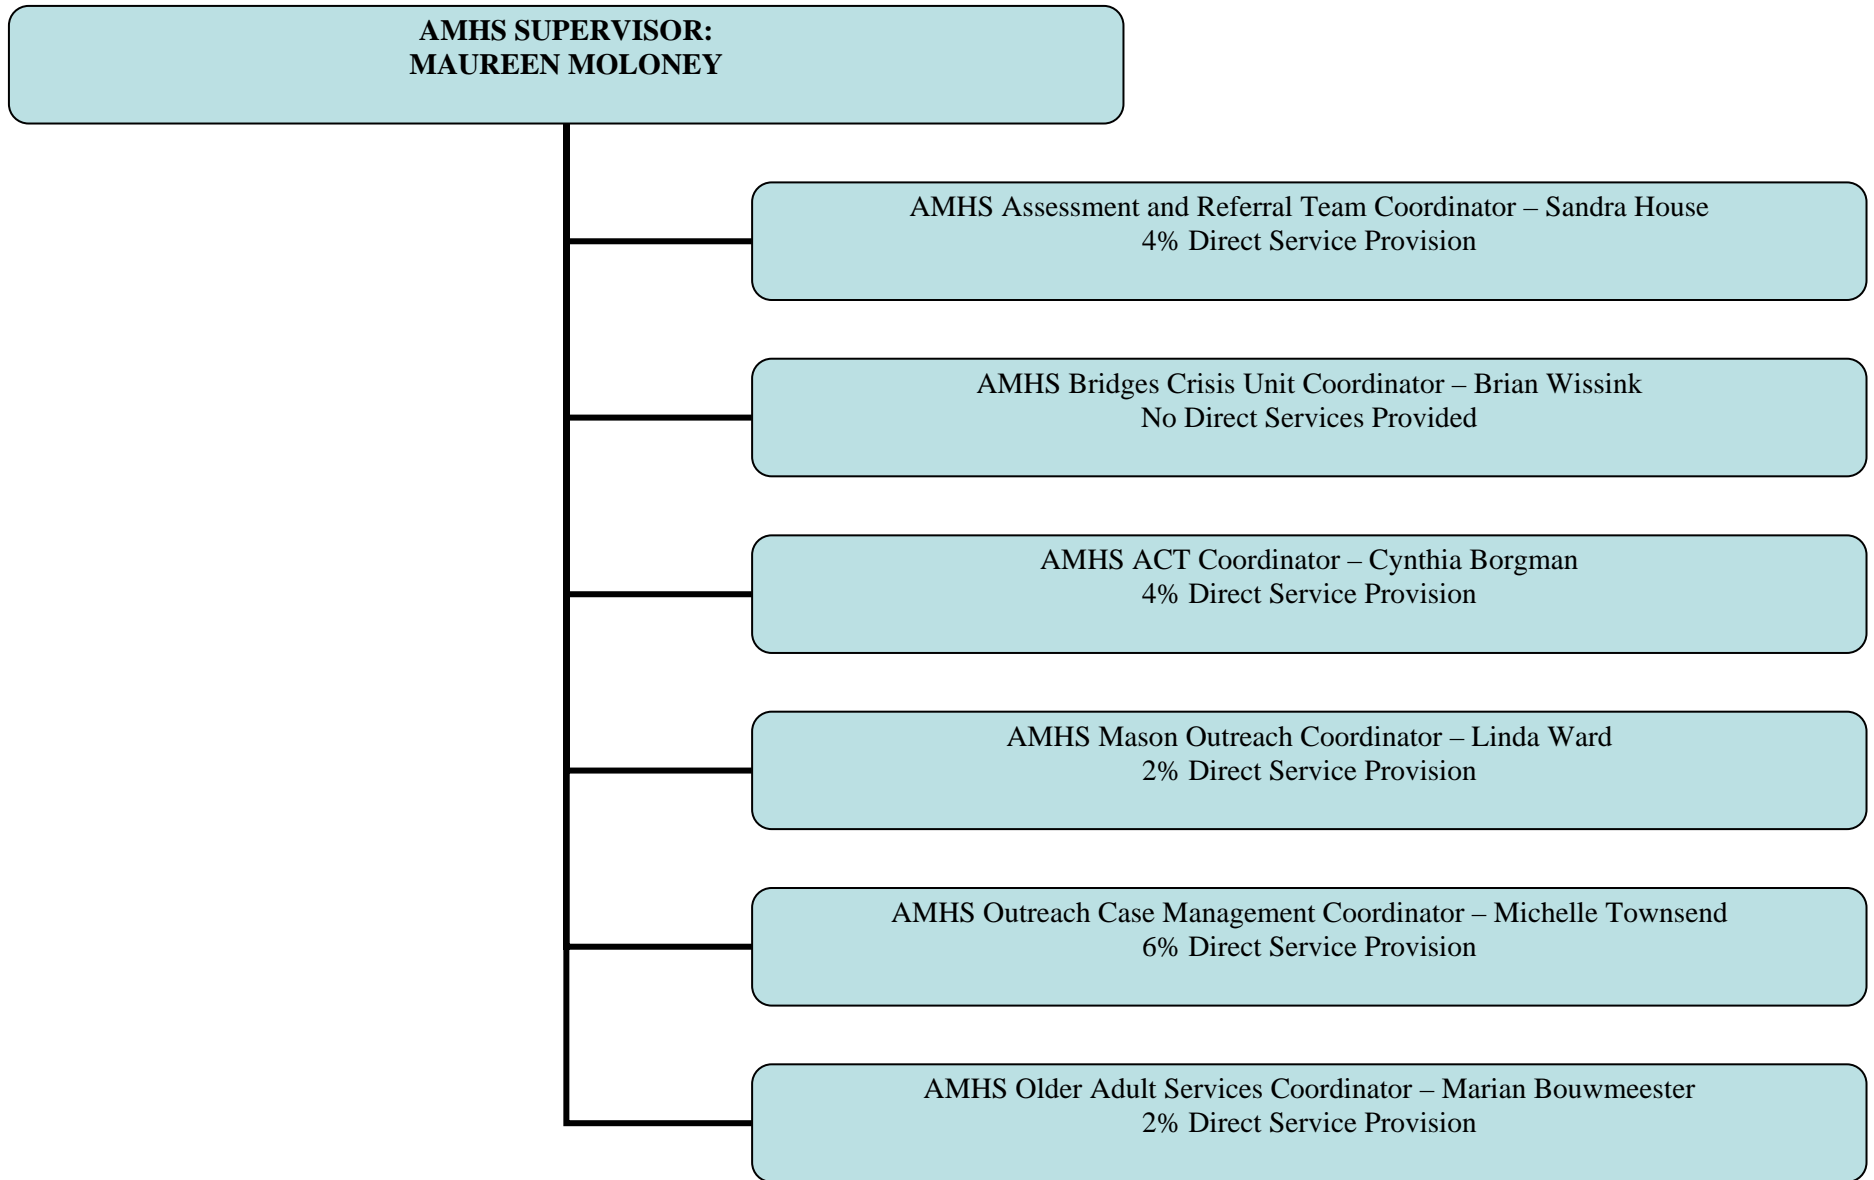 AMHS SUPERVISOR:
MAUREEN MOLONEY
AMHS Assessment and Referral Team Coordinator – Sandra House
4% Direct Service Provision
AMHS Bridges Crisis Unit Coordinator – Brian Wissink
No Direct Services Provided
AMHS ACT Coordinator – Cynthia Borgman
4% Direct Service Provision
AMHS Mason Outreach Coordinator – Linda Ward
2% Direct Service Provision
AMHS Outreach Case Management Coordinator – Michelle Townsend
6% Direct Service Provision
AMHS Older Adult Services Coordinator – Marian Bouwmeester
2% Direct Service Provision